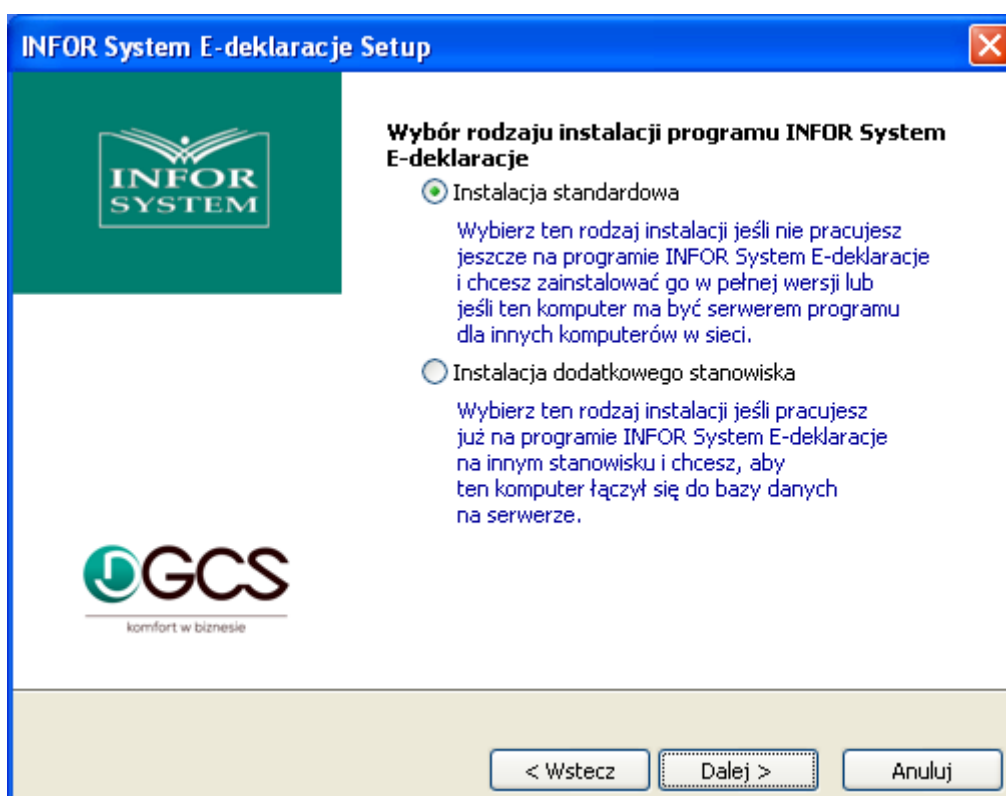 INFOR System E-deklaracje Setup
INFOR
SYSTEM
Wybór rodzaju instalacji programu INFOR System
E-deklaracje
Instalacja standardowa
Wybierz ten rodzaj instalacji jeśli nie pracujesz
jeszcze na programie INFOR System E-deklaracje
i chcesz zainstalować go w pełnej wersji lub
jeśli ten komputer ma być serwerem programu
dla innych komputerów w sieci.
Instalacja dodatkowego stanowiska
Wybierz ten rodzaj instalacji jeśli pracujesz
już na programie INFOR System E-deklaracje
na innym stanowisku i chcesz, aby
ten komputer łączył się do bazy danych
na serwerze.
GCS
komfort w biznesie
< Wstecz
Dalej >
Anuluj